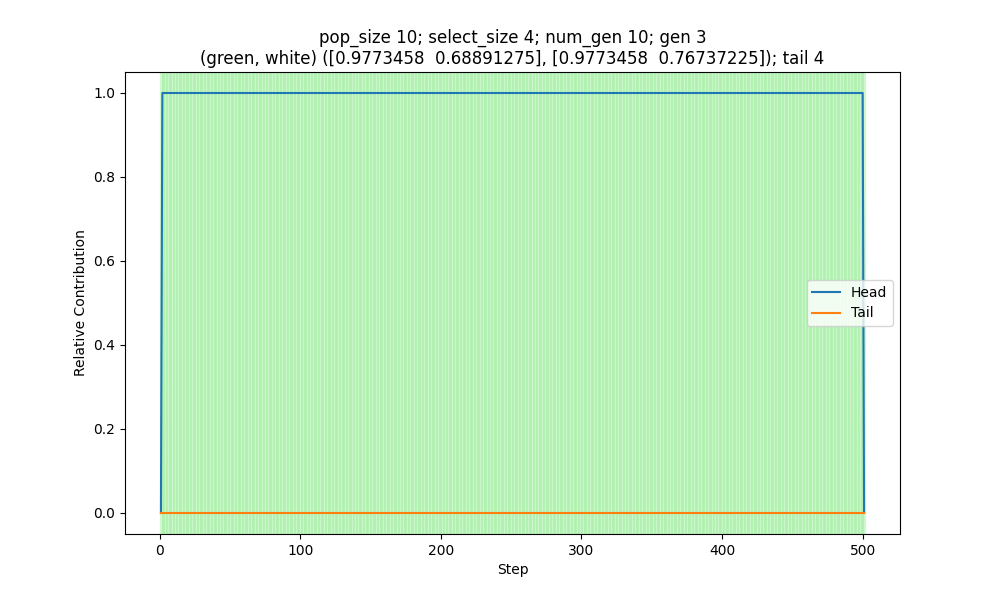 pop_size 10; select_size 4; num_gen 10; gen 3
(green, white) ([0.9773458  0.68891275], [0.9773458  0.76737225]); tail 4
1.0
0.8
0.6
0.4
0.2
0.0
Relative Contribution
Head
Tail
0
100
200
300
400
500
Step